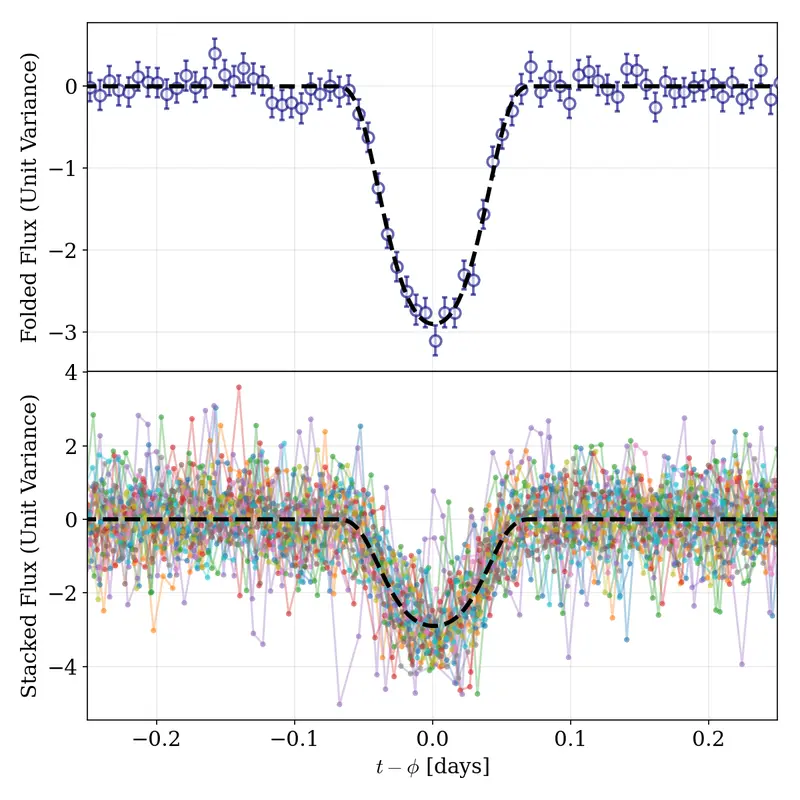 Folded Flux (Unit Variance)
0
−1
−2
−3
Stacked Flux (Unit Variance)
4
2
0
−2
−4
−0.2 −0.1 0.0 0.1 0.2
t − ϕ [days]